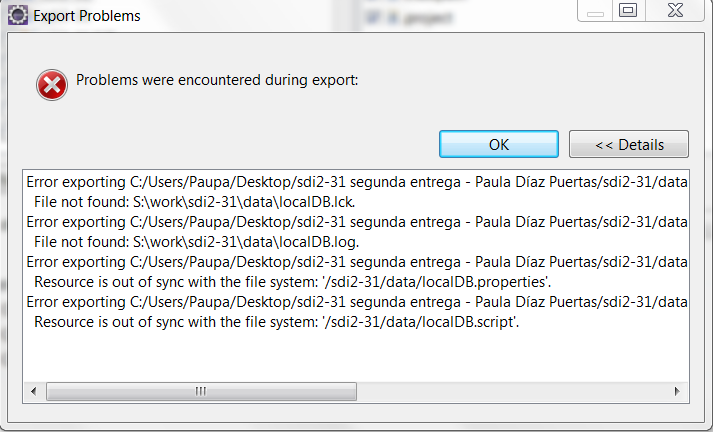 Export Problems
.project
Problems were encountered during export:
OK
<< Details
Error exporting C:/Users/Paupa/Desktop/sdi2-31 segunda entrega - Paula Díaz Puertas/sdi2-31/data
File not found: S:\work\sdi2-31\data\localDB.lck.
Error exporting C:/Users/Paupa/Desktop/sdi2-31 segunda entrega - Paula Díaz Puertas/sdi2-31/data
File not found: S:\work\sdi2-31\data\localDB.log.
Error exporting C:/Users/Paupa/Desktop/sdi2-31 segunda entrega - Paula Díaz Puertas/sdi2-31/data
Resource is out of sync with the file system: '/sdi2-31/data/localDB.properties'.
Error exporting C:/Users/Paupa/Desktop/sdi2-31 segunda entrega - Paula Díaz Puertas/sdi2-31/data
Resource is out of sync with the file system: '/sdi2-31/data/localDB.script'.